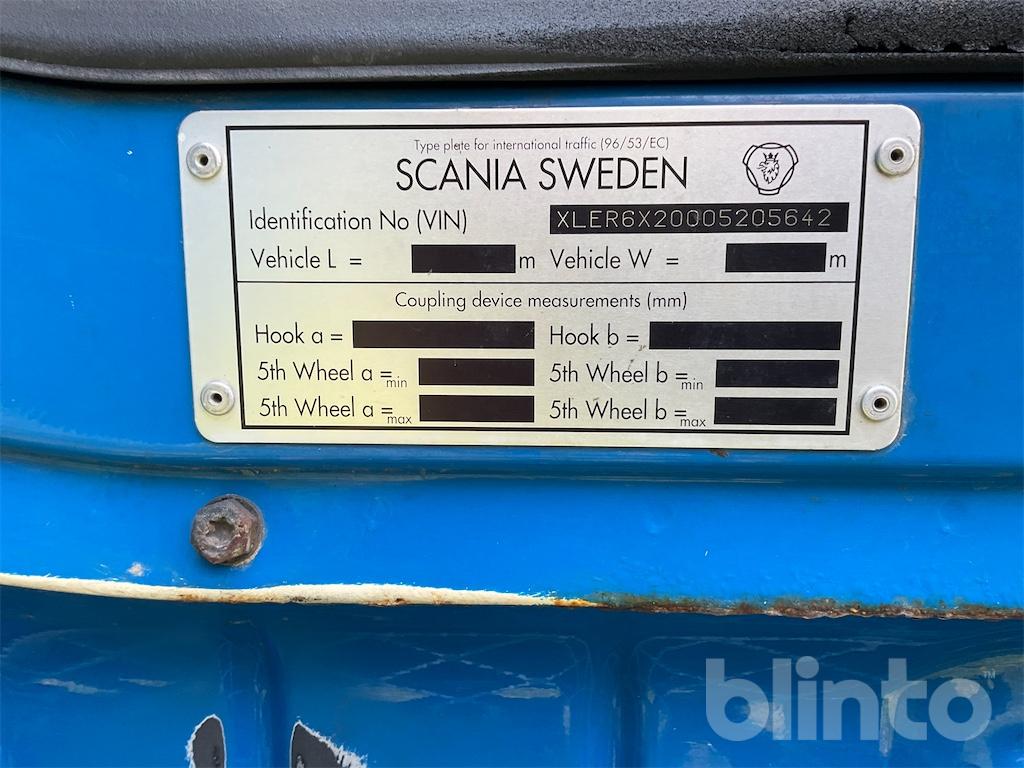 Type plate for international traffic (96/53/EC)
SCANIA SWEDEN
Identification No (VIN) XLER6X20005205642
Vehicle L = m Vehicle W = m
Coupling device measurements (mm)
Hook a = Hook b =
5th Wheel a =min 5th Wheel b =min
5th Wheel a =max 5th Wheel b =max
blinto™